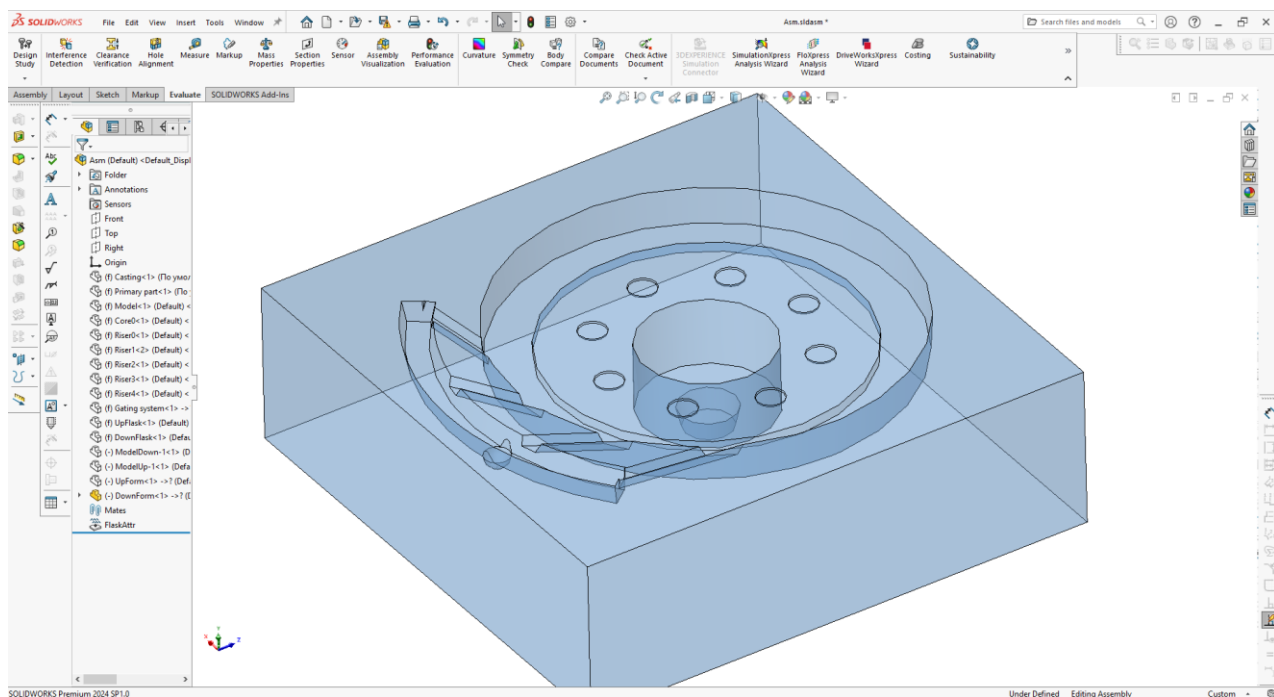 SOLIDWORKS File Edit View Insert Tools Window Asm.sldasm * Search files and models
Design Study
Interference Detection
Clearance Verification
Hole Alignment
Measure
Markup
Mass Properties
Section Properties
Sensor
Assembly Visualization
Performance Evaluation
Curvature
Symmetry Check
Body Compare
Compare Documents
Check Active Document
3DEXPERIENCE Simulation Connector
SimulationXpress Analysis Wizard
FloXpress Analysis Wizard
DriveWorksXpress Wizard
Costing
Sustainability
Assembly Layout Sketch Markup Evaluate SOLIDWORKS Add-Ins
Asm (Default) <Default_Displ
Folder
Annotations
Sensors
Front
Top
Right
Origin
(f) Casting<1> (По умол
(f) Primary part<1> (По
(f) Model<1> (Default) <
(f) Core0<1> (Default) <
(f) Riser0<1> (Default) <
(f) Riser1<2> (Default) <
(f) Riser2<1> (Default) <
(f) Riser3<1> (Default) <
(f) Riser4<1> (Default) <
(f) Gating system<1> ->
(f) UpFlask<1> (Default)
(f) DownFlask<1> (Defau
(-) ModelDown-1<1> (D
(-) ModelUp-1<1> (Defa
(-) UpForm<1> ->? (Def
(-) DownForm<1> ->? (D
Mates
FlaskAttr
SOLIDWORKS Premium 2024 SP1.0 Under Defined Editing Assembly Custom